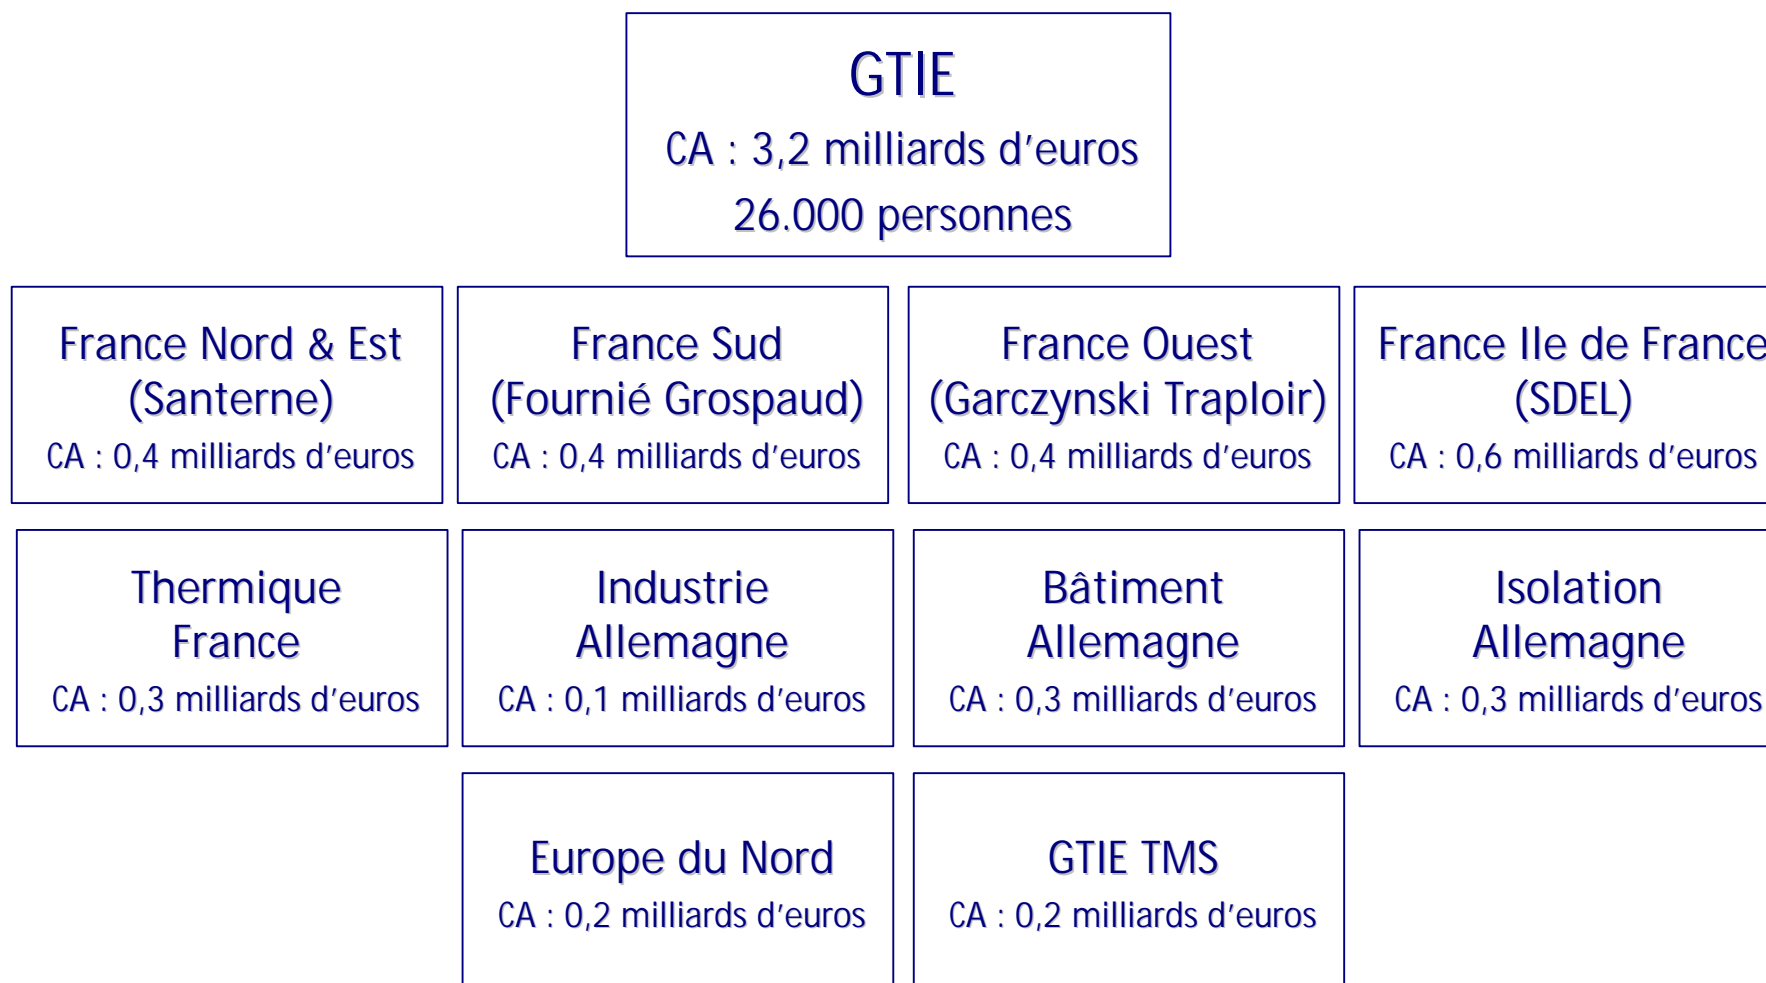 GTIE
CA : 3,2 milliards d’euros
26.000 personnes
France Nord & Est
(Santerne)
CA : 0,4 milliards d’euros
France Sud
(Fournié Grospaud)
CA : 0,4 milliards d’euros
France Ouest
(Garczynski Traploir)
CA : 0,4 milliards d’euros
France Ile de France
(SDEL)
CA : 0,6 milliards d’euros
Thermique
France
CA : 0,3 milliards d’euros
Industrie
Allemagne
CA : 0,1 milliards d’euros
Bâtiment
Allemagne
CA : 0,3 milliards d’euros
Isolation
Allemagne
CA : 0,3 milliards d’euros
Europe du Nord
CA : 0,2 milliards d’euros
GTIE TMS
CA : 0,2 milliards d’euros